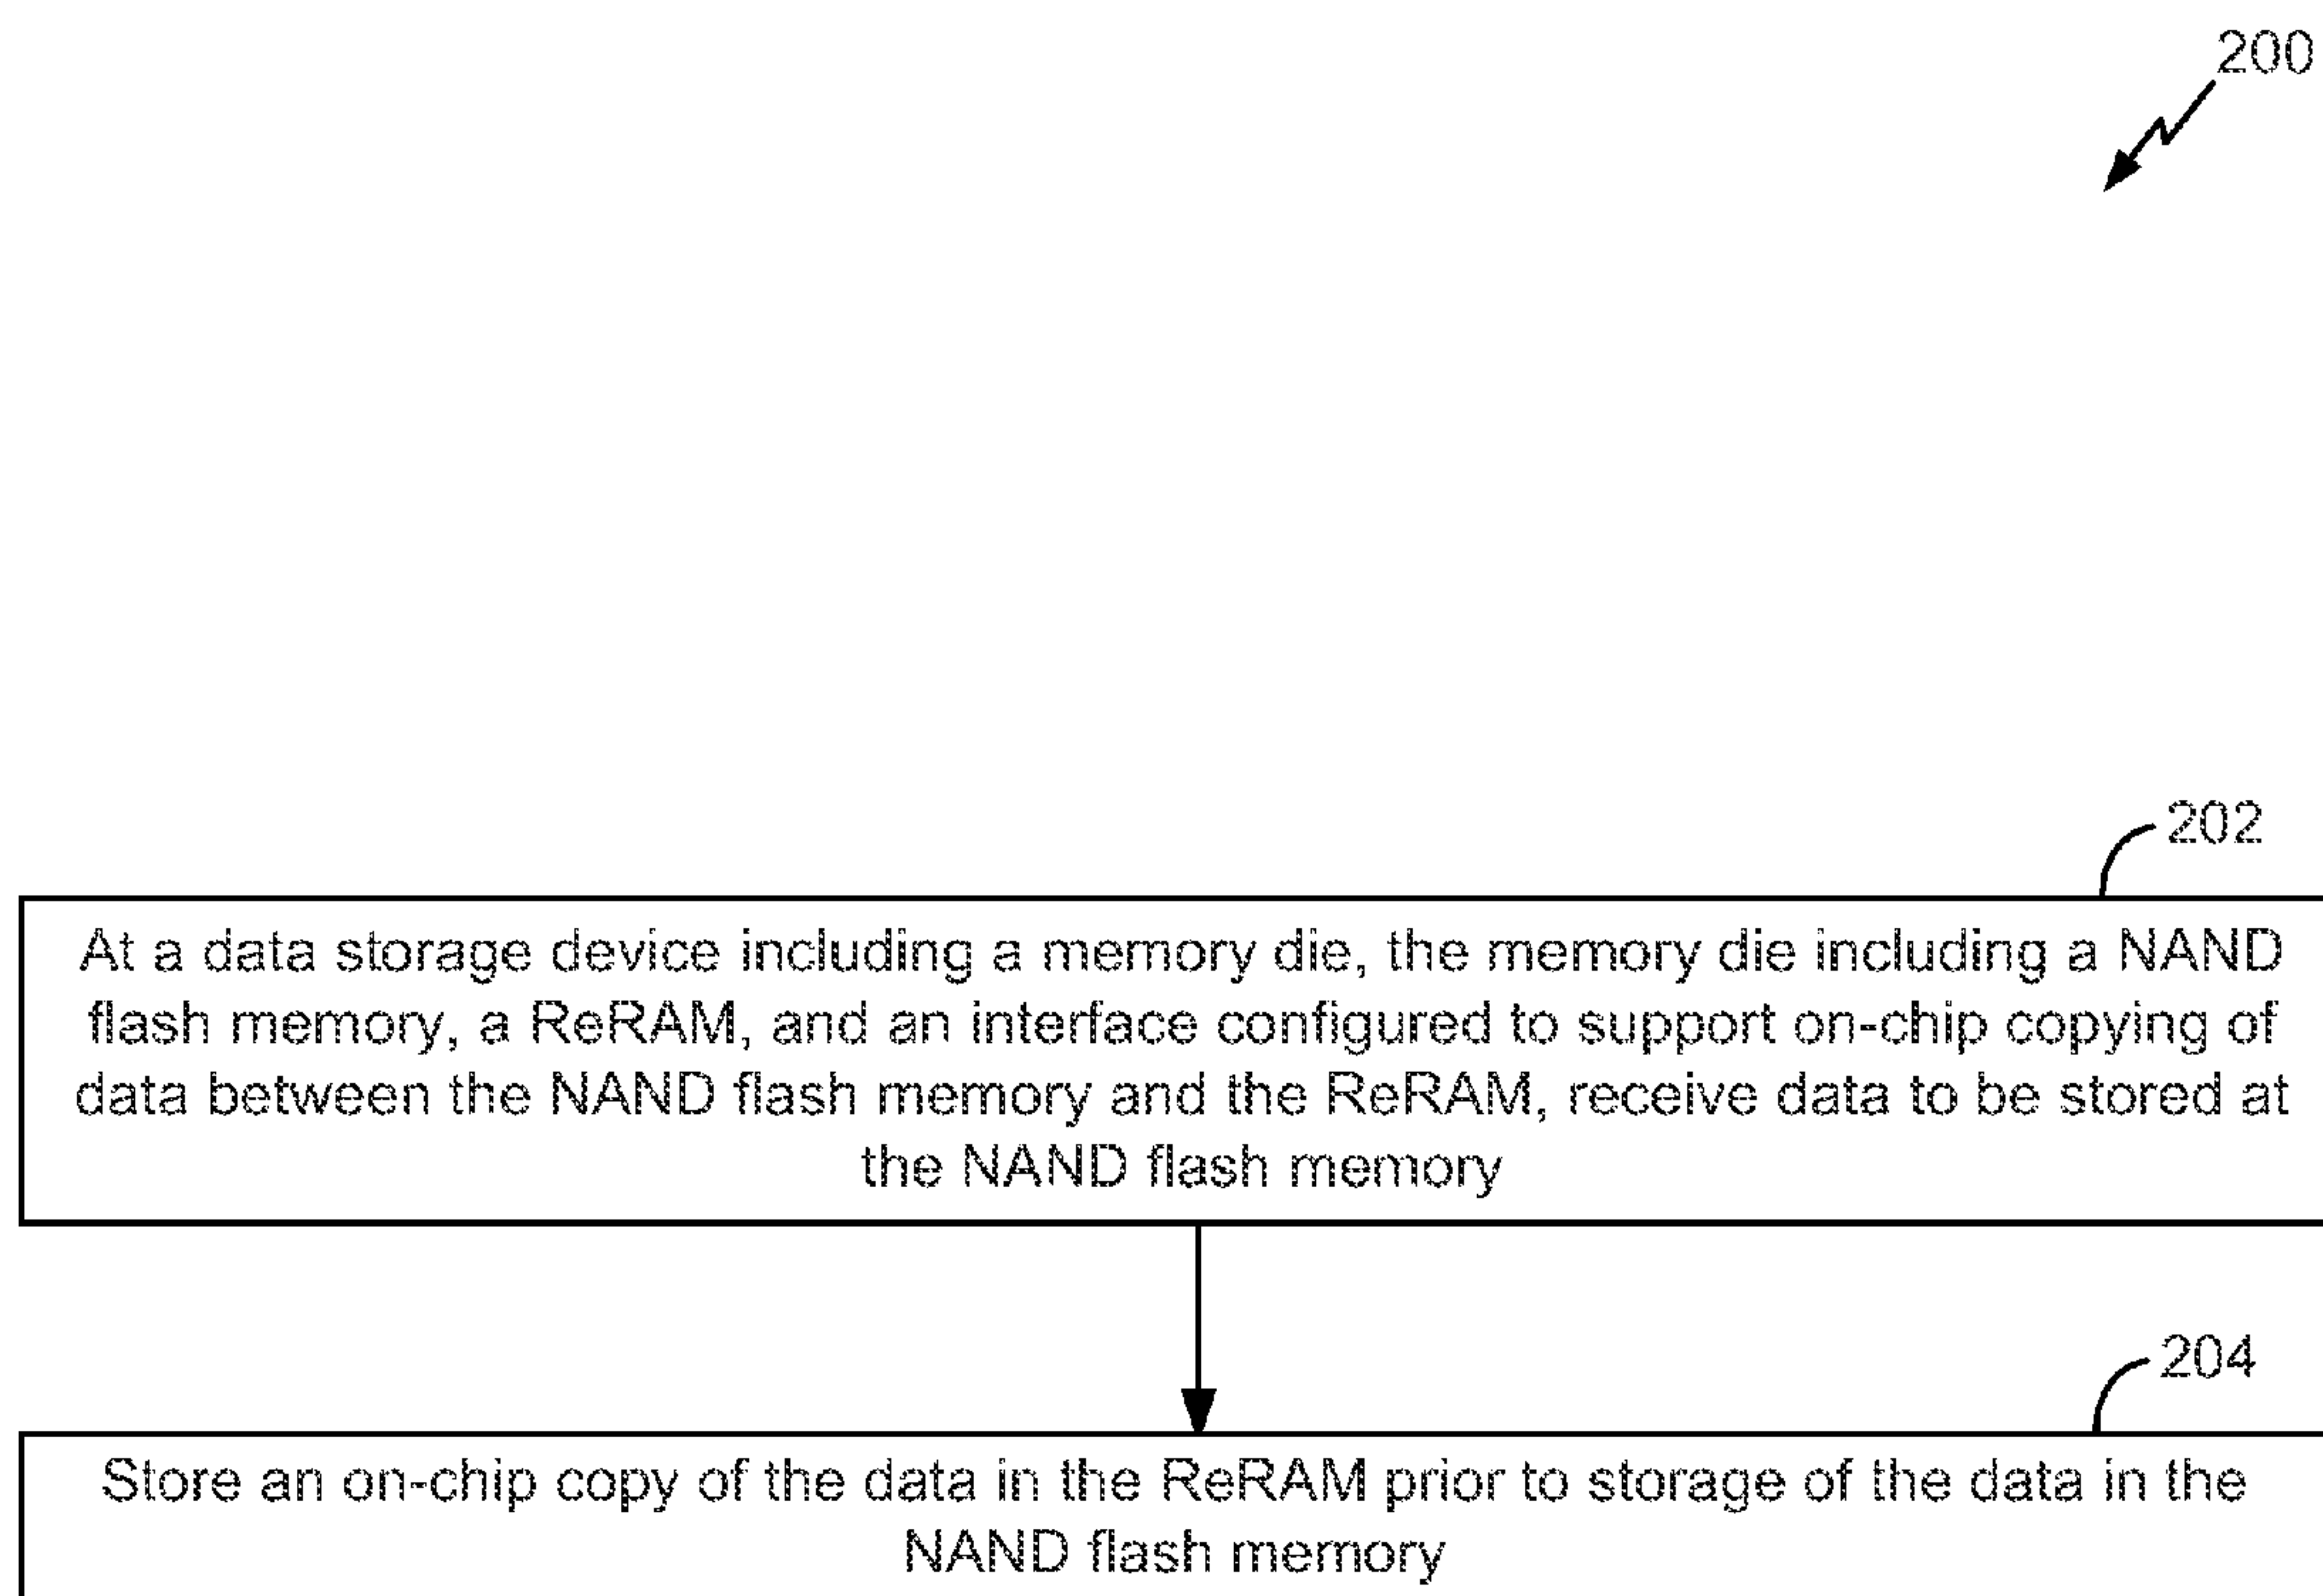 200
202
At a data storage device including a memory die, the memory die including a NAND
flash memory, a ReRAM, and an interface configured to support on-chip copying of
data between the NAND flash memory and the ReRAM, receive data to be stored at
the NAND flash memory
204
Store an on-chip copy of the data in the ReRAM prior to storage of the data in the
NAND flash memory